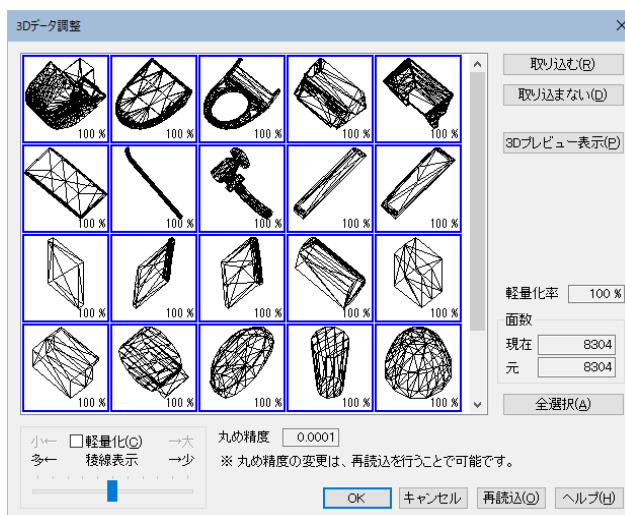 3Dデータ調整
100 % 100 % 100 % 100 % 100 %
100 % 100 % 100 % 100 % 100 %
100 % 100 % 100 % 100 % 100 %
100 % 100 % 100 % 100 % 100 %
取り込む(R)
取り込まない(D)
3Dプレビュー表示(P)
軽量化率 100 %
面数
現在 8304
元 8304
全選択(A)
小← 軽量化(C) →大
多← 稜線表示 →少
丸め精度 0.0001
※ 丸め精度の変更は、再読込を行うことで可能です。
OK キャンセル 再読込(O) ヘルプ(H)